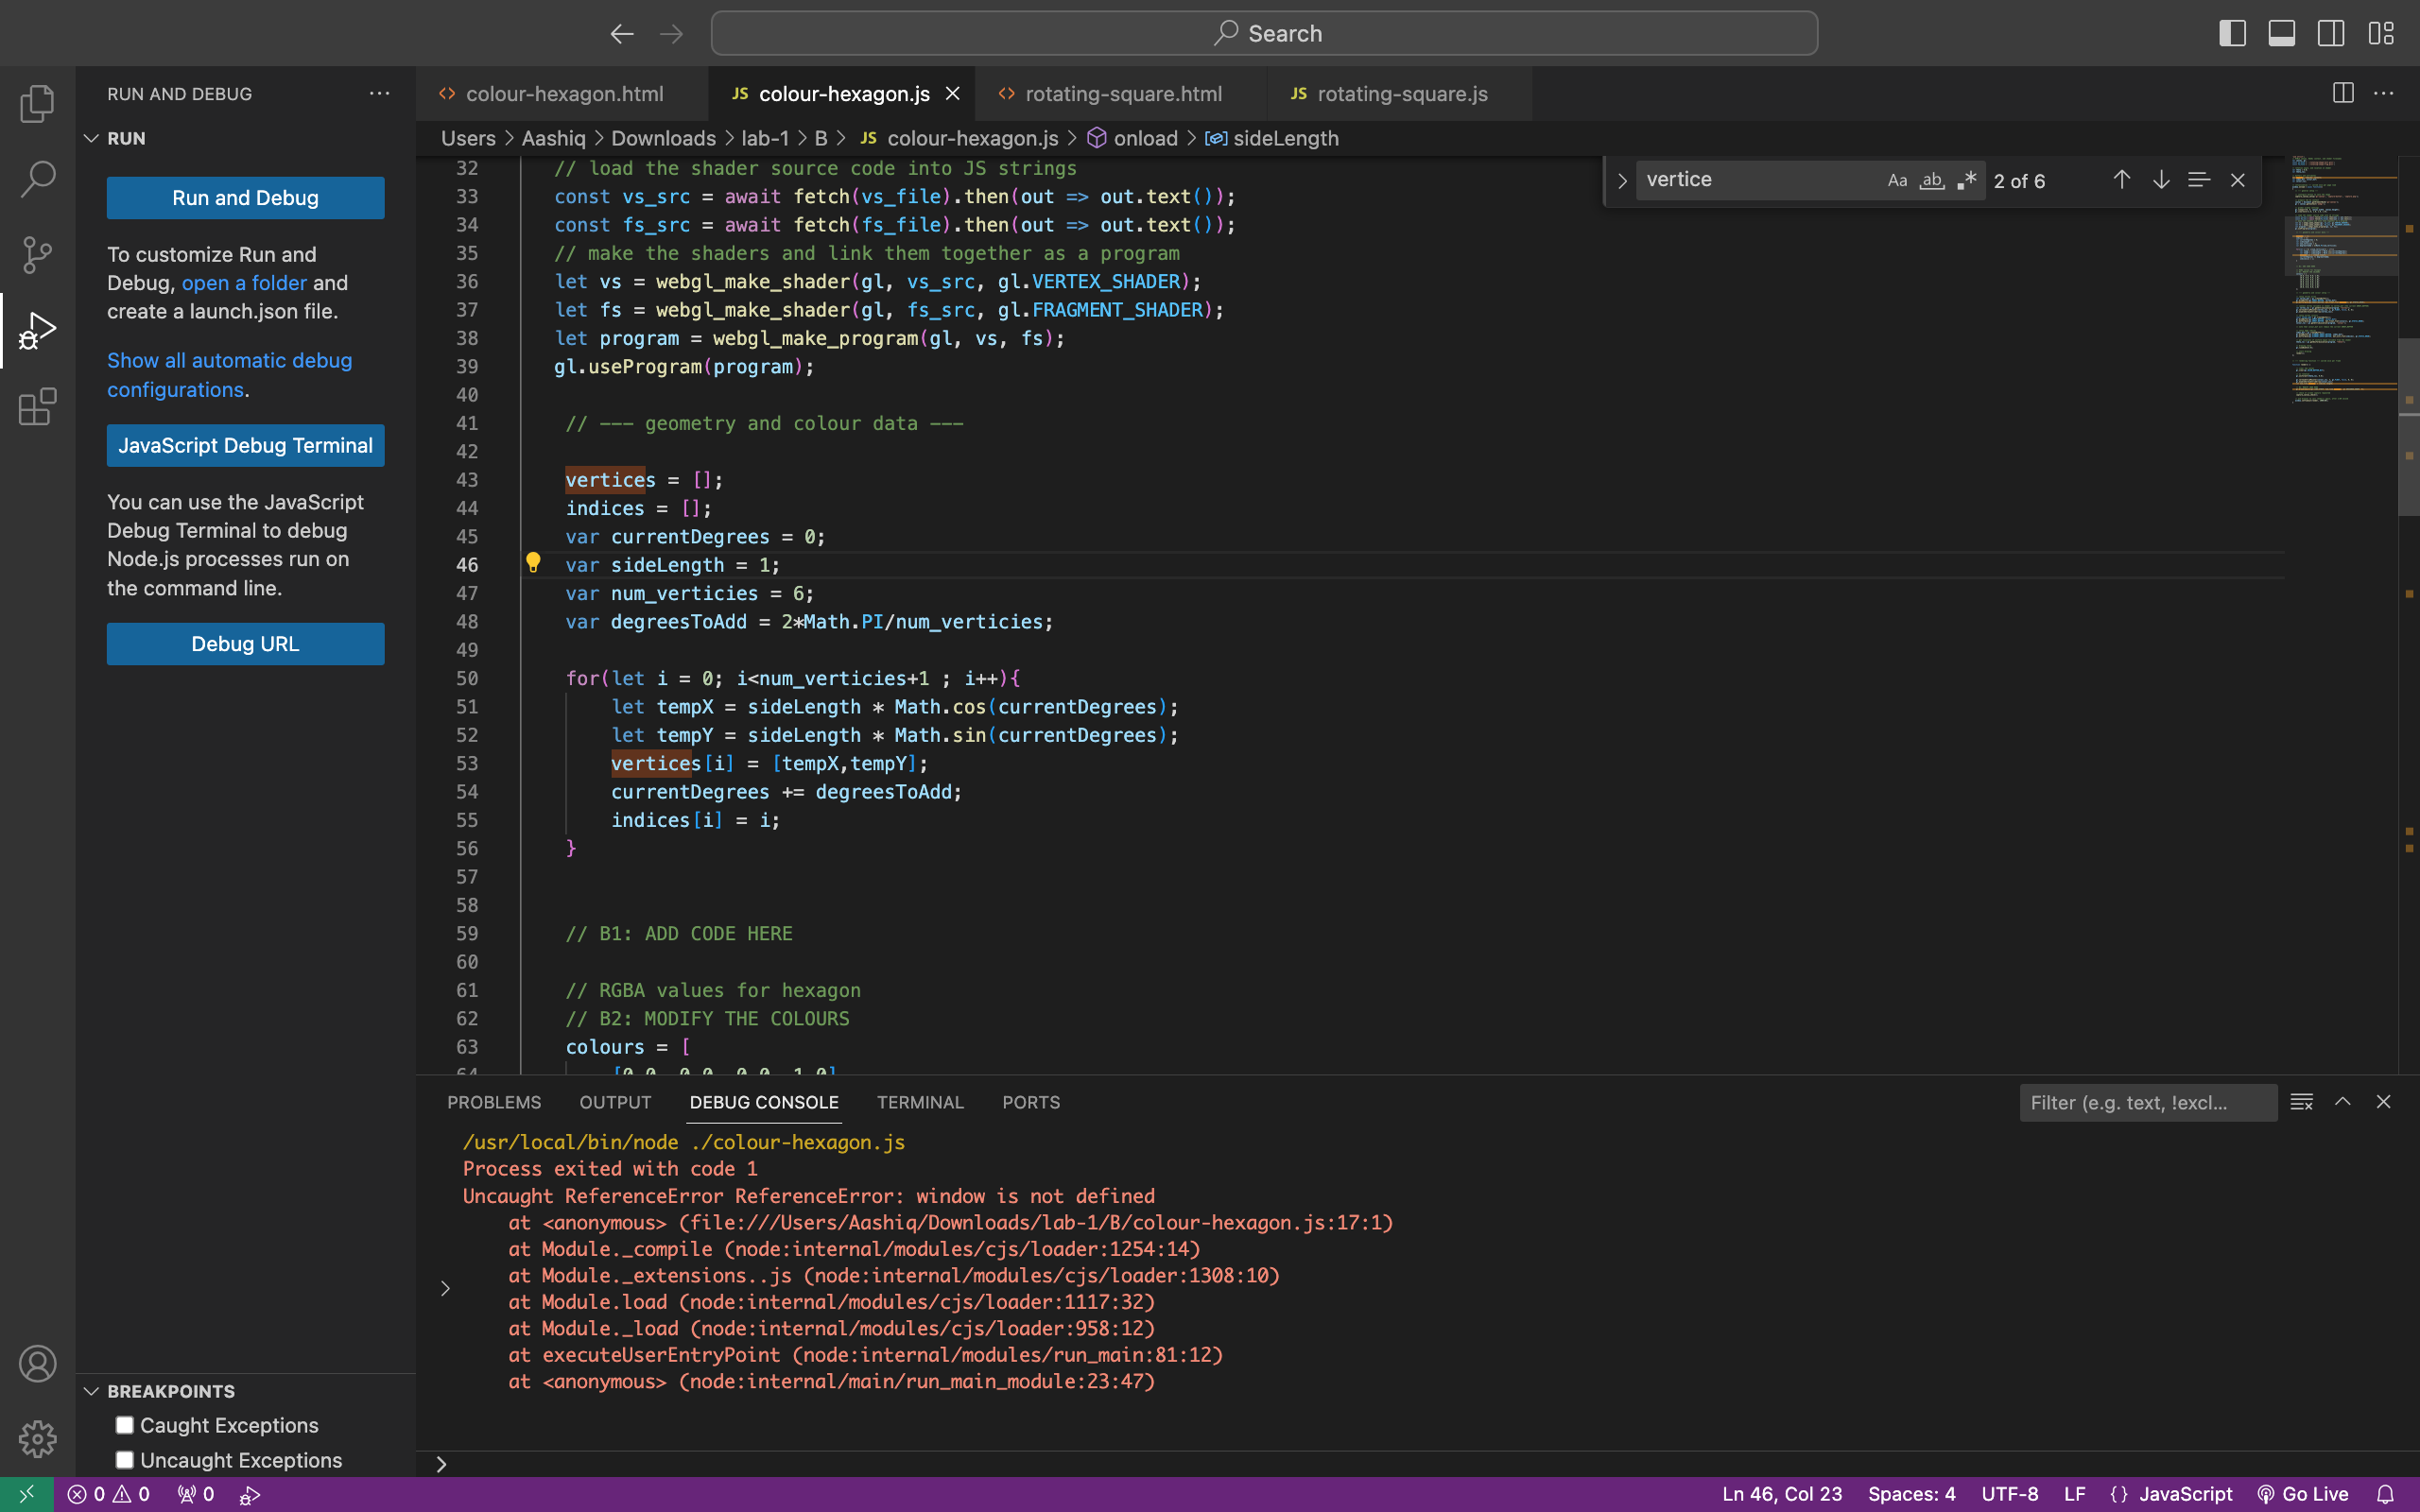 Search
RUN AND DEBUG
RUN
Run and Debug
To customize Run and
Debug, open a folder and
create a launch.json file.
Show all automatic debug
configurations.
JavaScript Debug Terminal
You can use the JavaScript
Debug Terminal to debug
Node.js processes run on
the command line.
Debug URL
BREAKPOINTS
Caught Exceptions
Uncaught Exceptions
colour-hexagon.html
JS colour-hexagon.js
rotating-square.html
JS rotating-square.js
Users > Aashiq > Downloads > lab-1 > B > JS colour-hexagon.js > onload > sideLength
vertice Aa ab .* 2 of 6
32 // load the shader source code into JS strings
33 const vs_src = await fetch(vs_file).then(out => out.text());
34 const fs_src = await fetch(fs_file).then(out => out.text());
35 // make the shaders and link them together as a program
36 let vs = webgl_make_shader(gl, vs_src, gl.VERTEX_SHADER);
37 let fs = webgl_make_shader(gl, fs_src, gl.FRAGMENT_SHADER);
38 let program = webgl_make_program(gl, vs, fs);
39 gl.useProgram(program);
40
41 // --- geometry and colour data ---
42
43 vertices = [];
44 indices = [];
45 var currentDegrees = 0;
46 var sideLength = 1;
47 var num_verticies = 6;
48 var degreesToAdd = 2*Math.PI/num_verticies;
49
50 for(let i = 0; i<num_verticies+1 ; i++){
51 let tempX = sideLength * Math.cos(currentDegrees);
52 let tempY = sideLength * Math.sin(currentDegrees);
53 vertices[i] = [tempX,tempY];
54 currentDegrees += degreesToAdd;
55 indices[i] = i;
56 }
57
58
59 // B1: ADD CODE HERE
60
61 // RGBA values for hexagon
62 // B2: MODIFY THE COLOURS
63 colours = [
64 [0.0, 0.0, 0.0, 1.0]
PROBLEMS OUTPUT DEBUG CONSOLE TERMINAL PORTS
Filter (e.g. text, !excl...
/usr/local/bin/node ./colour-hexagon.js
Process exited with code 1
Uncaught ReferenceError ReferenceError: window is not defined
at <anonymous> (file:///Users/Aashiq/Downloads/lab-1/B/colour-hexagon.js:17:1)
at Module._compile (node:internal/modules/cjs/loader:1254:14)
at Module._extensions..js (node:internal/modules/cjs/loader:1308:10)
at Module.load (node:internal/modules/cjs/loader:1117:32)
at Module._load (node:internal/modules/cjs/loader:958:12)
at executeUserEntryPoint (node:internal/modules/run_main:81:12)
at <anonymous> (node:internal/main/run_main_module:23:47)
0 0 0
Ln 46, Col 23 Spaces: 4 UTF-8 LF {} JavaScript Go Live